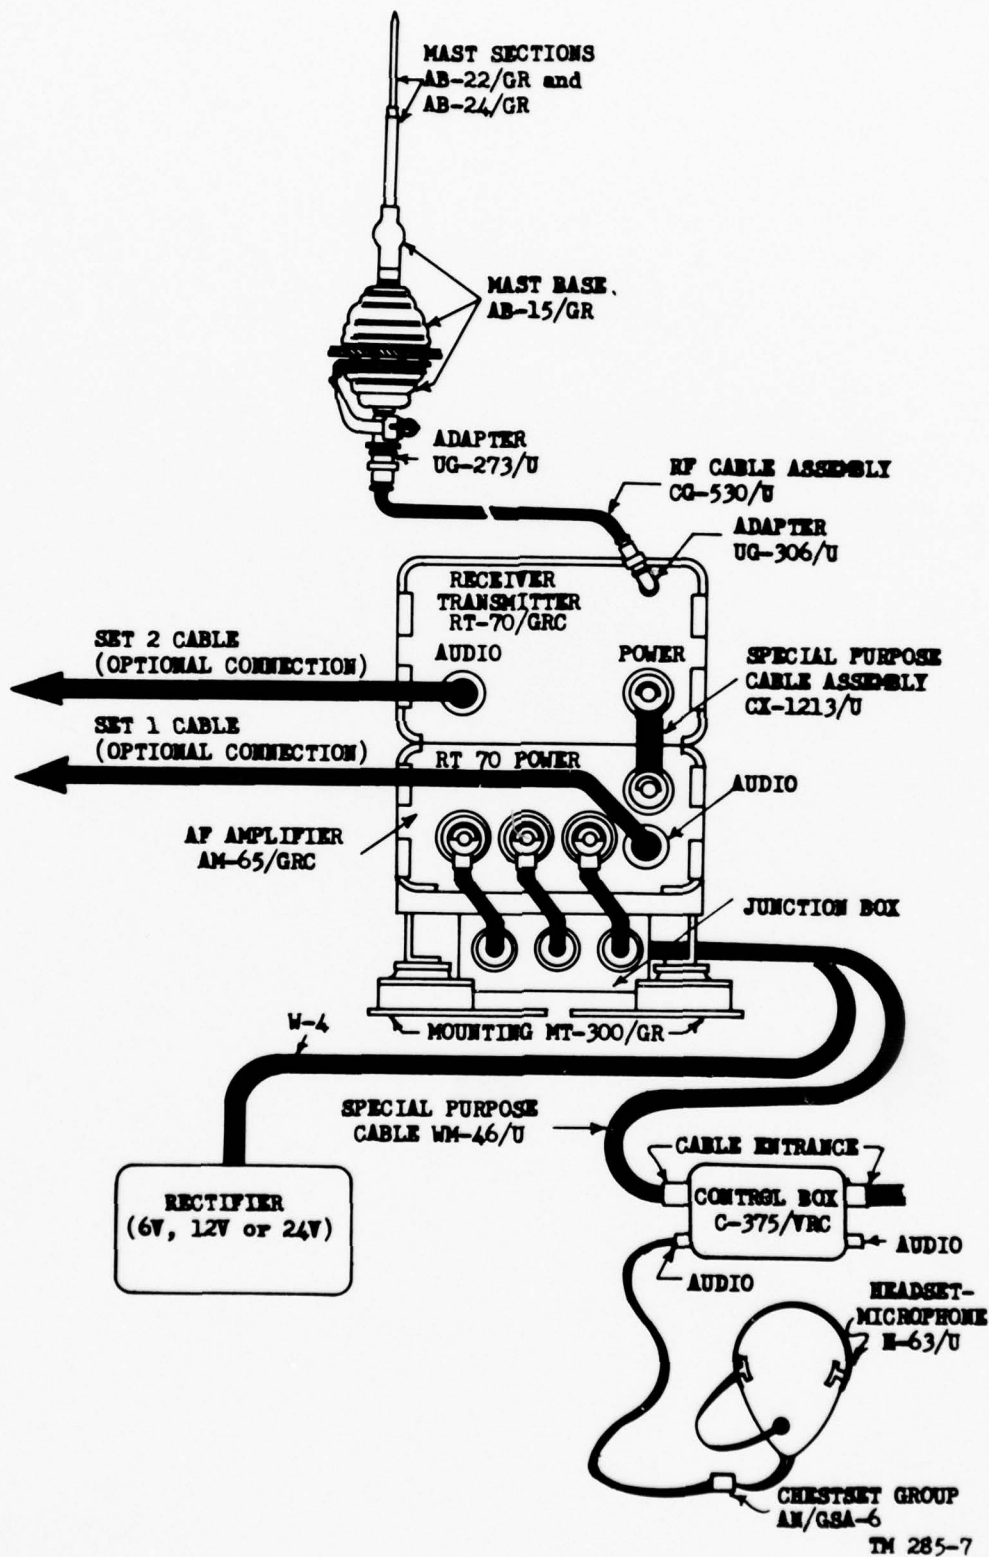 MAST SECTIONS
AB-22/GR and
AB-24/GR
MAST BASE.
AB-15/GR
ADAPTER
UG-273/U
RF CABLE ASSEMBLY
CG-530/U
ADAPTER
UG-306/U
RECEIVER
TRANSMITTER
RT-70/GRC
SET 2 CABLE
(OPTIONAL CONNECTION)
AUDIO
POWER
SPECIAL PURPOSE
CABLE ASSEMBLY
CX-1213/U
SET 1 CABLE
(OPTIONAL CONNECTION)
RT 70 POWER
AUDIO
AF AMPLIFIER
AM-65/GRC
JUNCTION BOX
W-4
MOUNTING MT-300/GR
SPECIAL PURPOSE
CABLE WM-46/U
CABLE ENTRANCE
RECTIFIER
(6V, 12V or 24V)
CONTROL BOX
C-375/VRC
AUDIO
AUDIO
HEADSET-
MICROPHONE
H-63/U
CHESTSET GROUP
AN/GSA-6
TM 285-7